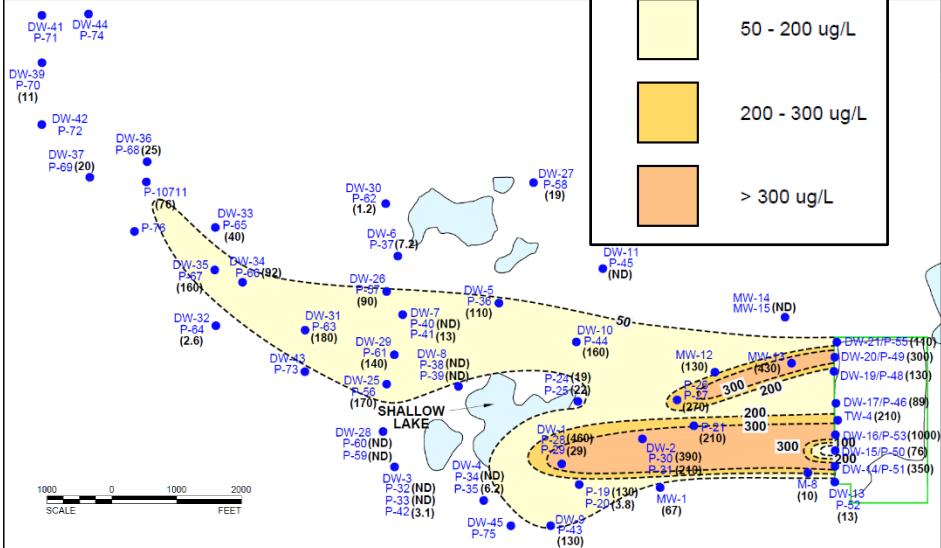 DW-41
P-71
DW-44
P-74
50 - 200 ug/L
200 - 300 ug/L
> 300 ug/L
DW-39
P-70
(11)
DW-42
P-72
DW-36
P-68 (25)
DW-37
P-69 (20)
P-10711
(76)
P-76
DW-33
P-65
(40)
DW-30
P-62
(1.2)
DW-27
P-58
(19)
DW-6
P-37 (7.2)
DW-11
P-45
(ND)
DW-35
P-67
(160)
DW-34
P-66 (92)
DW-26
P-57
(90)
DW-5
P-36
(110)
MW-14
MW-15 (ND)
50
DW-32
P-64
(2.6)
DW-31
P-63
(180)
DW-7
P-40 (ND)
P-41 (13)
DW-10
P-44
(160)
DW-29
P-61
(140)
DW-8
P-38 (ND)
P-39 (ND)
DW-43
P-73
DW-25
P-56
(170)
P-24 (19)
P-25 (22)
MW-12
(130)
MW-13
(430)
DW-21/P-55 (110)
DW-20/P-49 (300)
DW-19/P-48 (130)
300
200
P-26
P-27
(270)
DW-17/P-46 (89)
TW-4 (210)
SHALLOW
LAKE
200
300
P-21
(210)
DW-28
P-60 (ND)
P-59 (ND)
DW-1
P-28 (460)
P-29 (29)
DW-2
P-30 (390)
P-31 (210)
DW-16/P-53 (1000)
100
300
DW-15/P-50 (76)
200
DW-14/P-51 (350)
DW-3
P-32 (ND)
P-33 (ND)
P-42 (3.1)
DW-4
P-34 (ND)
P-35 (6.2)
P-19 (130)
P-20 (3.8)
MW-1
(67)
M-8
(10)
DW-13
P-52
(13)
DW-45
P-75
DW-9
P-43
(130)
1000 0 1000 2000
SCALE FEET